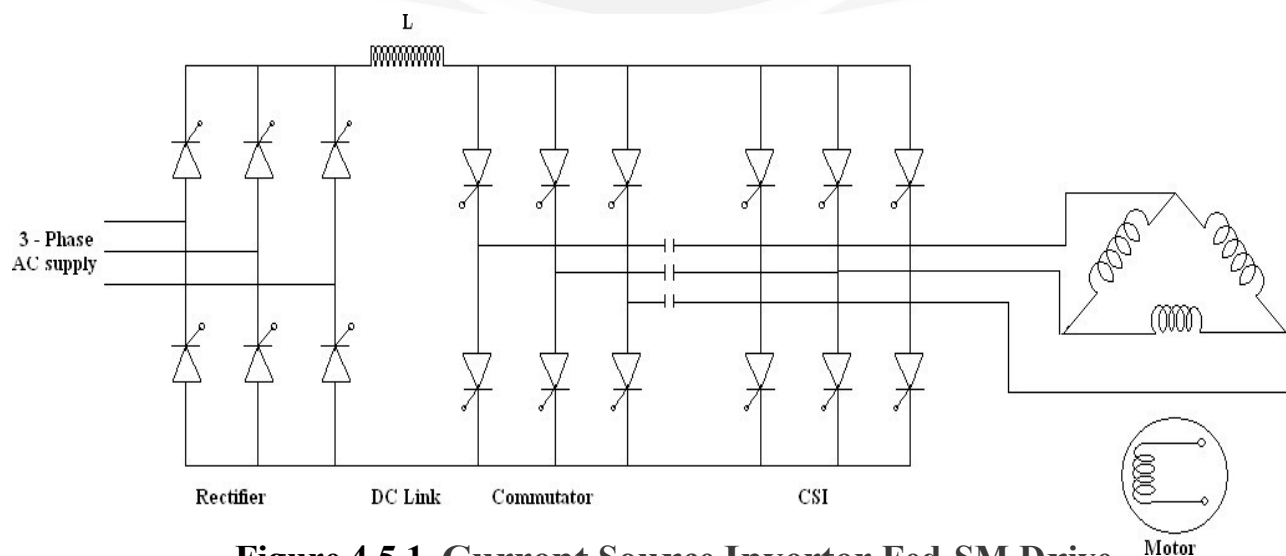 L
3 - Phase
AC supply
Rectifier
DC Link
Commutator
CSI
Motor
Figure 4.5.1 Current Source Inverter Fed SM Drive